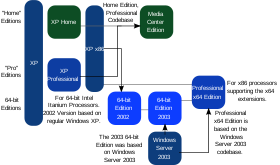 "Home"
Editions
XP Home
Home Edition,
Professional
Codebase
Media
Center
Edition
XP
XP x86
"Pro"
Editions
XP
Professional
64-bit
Editions
For 64-bit Intel
Itanium Processors.
2002 Version based on
regular Windows XP.
64-bit
Edition
2002
64-bit
Edition
2003
Professional
x64 Edition
For x86 processors
supporting the x64
extensions.
The 2003 64-bit
Edition was based
on Windows
Server 2003
Windows
Server
2003
Professional
x64 Edition is
based on the
Windows
Server 2003
codebase.